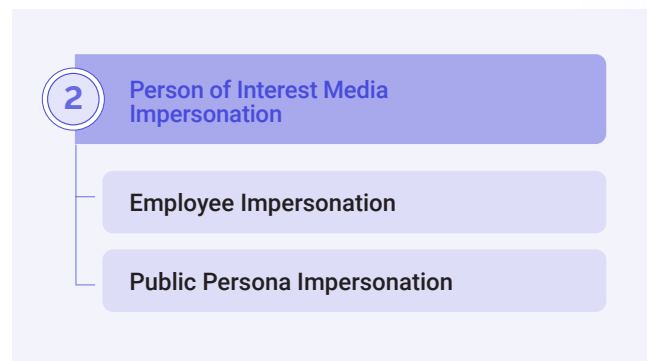 2
Person of Interest Media
Impersonation
Employee Impersonation
Public Persona Impersonation